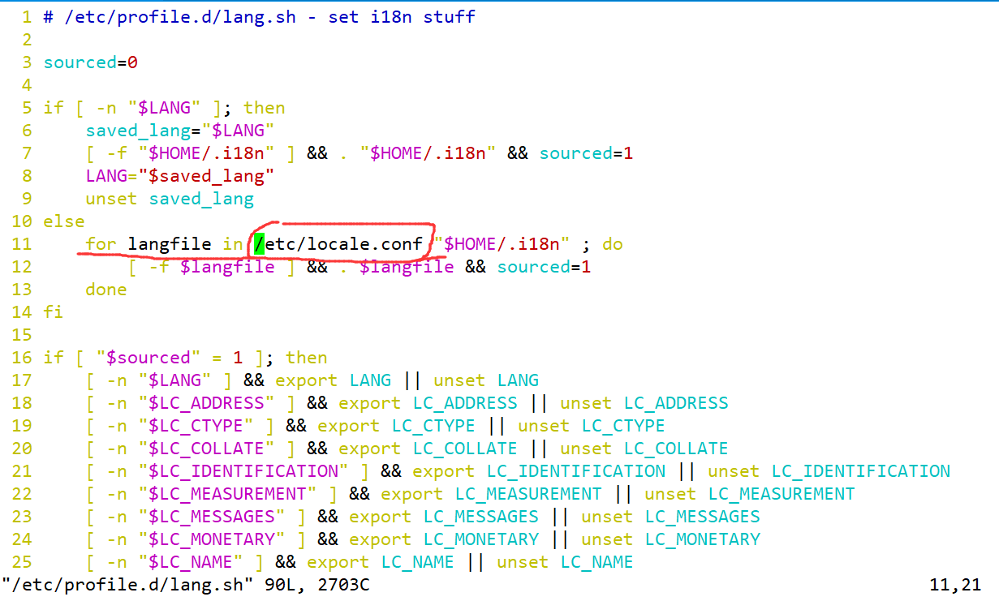 1 # /etc/profile.d/lang.sh - set i18n stuff
2
3 sourced=0
4
5 if [ -n "$LANG" ]; then
6     saved_lang="$LANG"
7     [ -f "$HOME/.i18n" ] && . "$HOME/.i18n" && sourced=1
8     LANG="$saved_lang"
9     unset saved_lang
10 else
11     for langfile in /etc/locale.conf "$HOME/.i18n" ; do
12         [ -f $langfile ] && . $langfile && sourced=1
13     done
14 fi
15
16 if [ "$sourced" = 1 ]; then
17     [ -n "$LANG" ] && export LANG || unset LANG
18     [ -n "$LC_ADDRESS" ] && export LC_ADDRESS || unset LC_ADDRESS
19     [ -n "$LC_CTYPE" ] && export LC_CTYPE || unset LC_CTYPE
20     [ -n "$LC_COLLATE" ] && export LC_COLLATE || unset LC_COLLATE
21     [ -n "$LC_IDENTIFICATION" ] && export LC_IDENTIFICATION || unset LC_IDENTIFICATION
22     [ -n "$LC_MEASUREMENT" ] && export LC_MEASUREMENT || unset LC_MEASUREMENT
23     [ -n "$LC_MESSAGES" ] && export LC_MESSAGES || unset LC_MESSAGES
24     [ -n "$LC_MONETARY" ] && export LC_MONETARY || unset LC_MONETARY
25     [ -n "$LC_NAME" ] && export LC_NAME || unset LC_NAME
"/etc/profile.d/lang.sh" 90L, 2703C 11,21